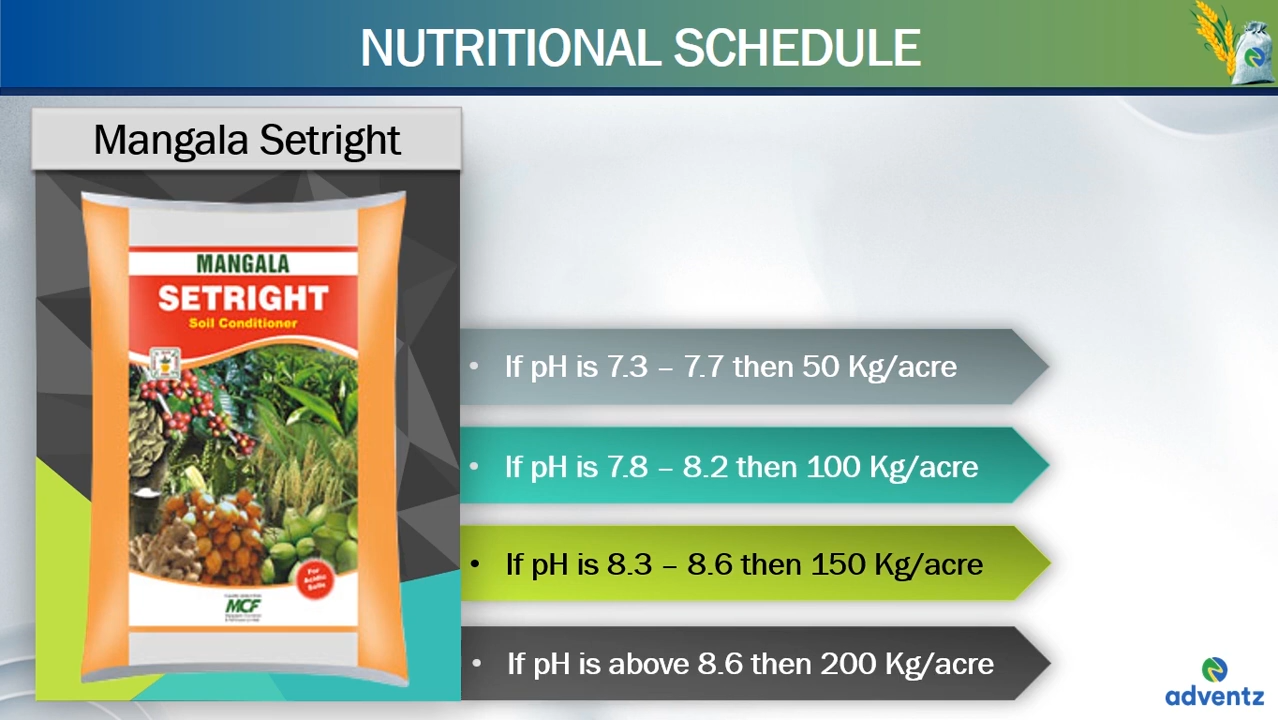 NUTRITIONAL SCHEDULE
Mangala Setright
MANGALA
SETRIGHT
Soil Conditioner
For
Acidic
Soils
MCF
• If pH is 7.3 – 7.7 then 50 Kg/acre
• If pH is 7.8 – 8.2 then 100 Kg/acre
• If pH is 8.3 – 8.6 then 150 Kg/acre
• If pH is above 8.6 then 200 Kg/acre
adventz